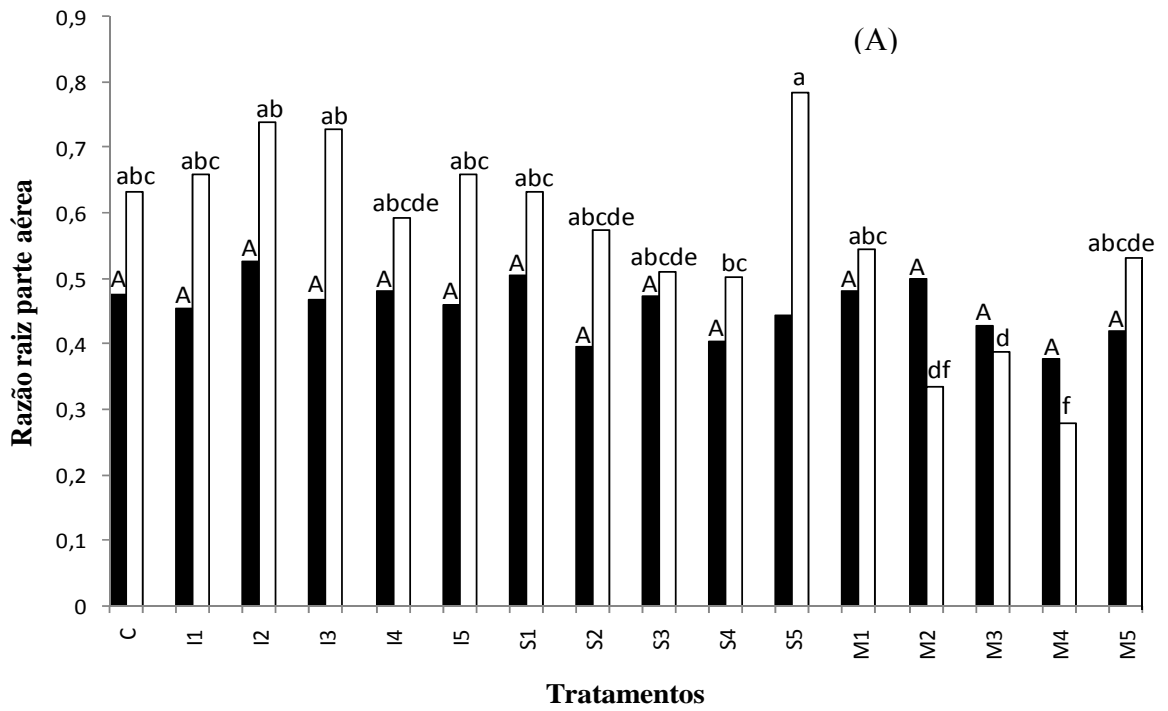 (A)
Razão raiz parte aérea
0,9
0,8
0,7
0,6
0,5
0,4
0,3
0,2
0,1
0
A abc
A abc
A ab
A ab
A abcde
A abc
A abc
A abcde
A abcde
A bc
a
A abc
A df
A d
A f
A abcde
C I1 I2 I3 I4 I5 S1 S2 S3 S4 S5 M1 M2 M3 M4 M5
Tratamentos